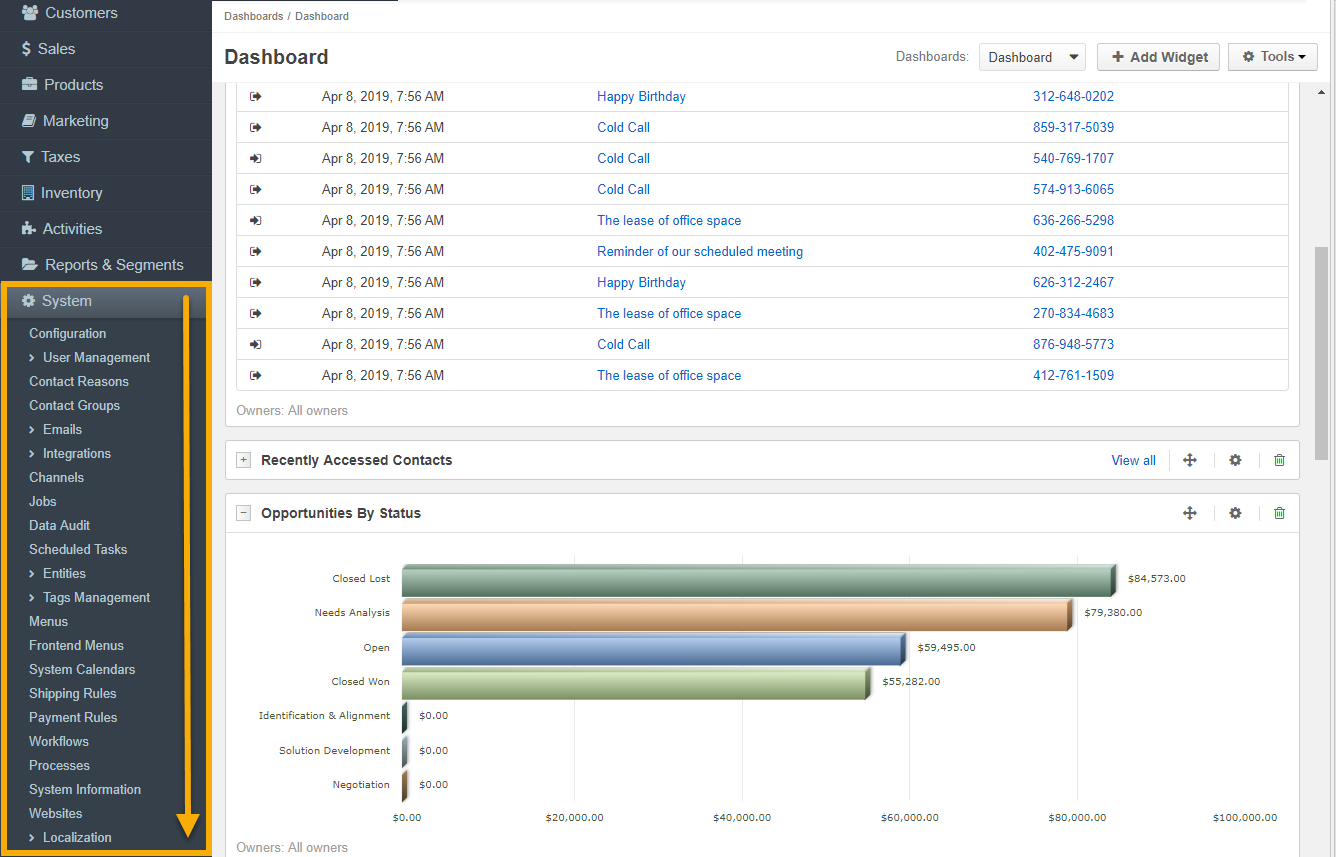 Customers
Sales
Products
Marketing
Taxes
Inventory
Activities
Reports & Segments
System
Configuration
User Management
Contact Reasons
Contact Groups
Emails
Integrations
Channels
Jobs
Data Audit
Scheduled Tasks
Entities
Tags Management
Menus
Frontend Menus
System Calendars
Shipping Rules
Payment Rules
Workflows
Processes
System Information
Websites
Localization
Dashboards / Dashboard
Dashboard
Dashboards: Dashboard Add Widget Tools
Apr 8, 2019, 7:56 AM Happy Birthday 312-648-0202
Apr 8, 2019, 7:56 AM Cold Call 859-317-5039
Apr 8, 2019, 7:56 AM Cold Call 540-769-1707
Apr 8, 2019, 7:56 AM Cold Call 574-913-6065
Apr 8, 2019, 7:56 AM The lease of office space 636-266-5298
Apr 8, 2019, 7:56 AM Reminder of our scheduled meeting 402-475-9091
Apr 8, 2019, 7:56 AM Happy Birthday 626-312-2467
Apr 8, 2019, 7:56 AM The lease of office space 270-834-4683
Apr 8, 2019, 7:56 AM Cold Call 876-948-5773
Apr 8, 2019, 7:56 AM The lease of office space 412-761-1509
Owners: All owners
Recently Accessed Contacts View all
Opportunities By Status
Closed Lost $84,573.00
Needs Analysis $79,380.00
Open $59,495.00
Closed Won $55,282.00
Identification & Alignment $0.00
Solution Development $0.00
Negotiation $0.00
$0.00 $20,000.00 $40,000.00 $60,000.00 $80,000.00 $100,000.00
Owners: All owners